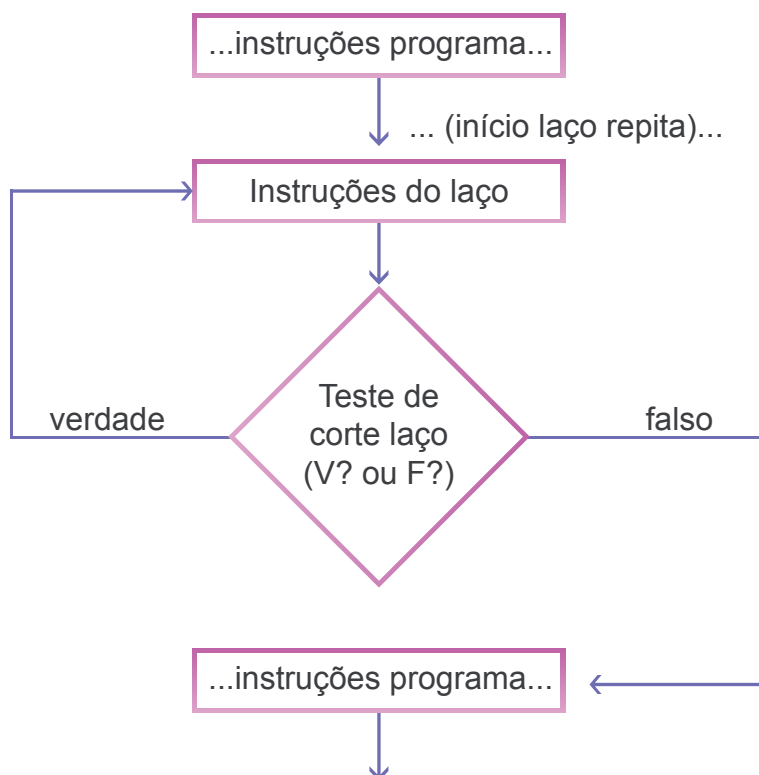 ...instruções programa...
... (início laço repita)...
Instruções do laço
Teste de
corte laço
(V? ou F?)
verdade
falso
...instruções programa...